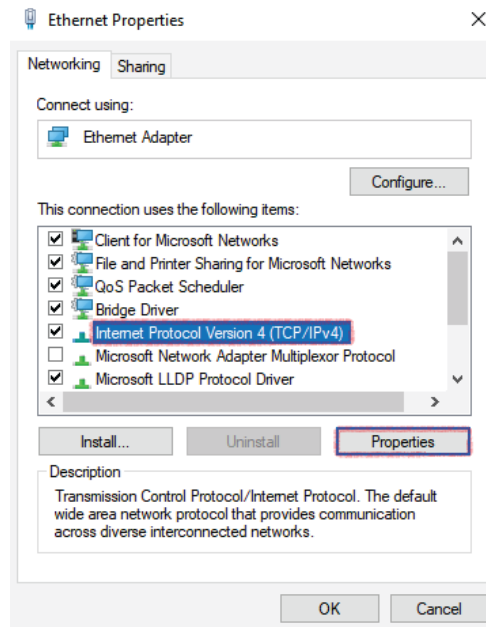 Ethernet Properties
Networking
Sharing
Connect using:
Ethernet Adapter
Configure...
This connection uses the following items:
Client for Microsoft Networks
File and Printer Sharing for Microsoft Networks
QoS Packet Scheduler
Bridge Driver
Internet Protocol Version 4 (TCP/IPv4)
Microsoft Network Adapter Multiplexor Protocol
Microsoft LLDP Protocol Driver
Install...
Uninstall
Properties
Description
Transmission Control Protocol/Internet Protocol. The default
wide area network protocol that provides communication
across diverse interconnected networks.
OK
Cancel